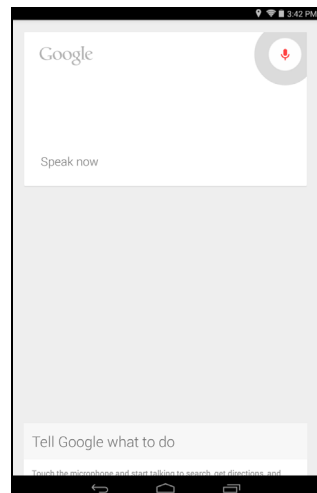 3:42 PM
Google
Speak now
Tell Google what to do
Touch the microphone and start talking to search, get directions, and